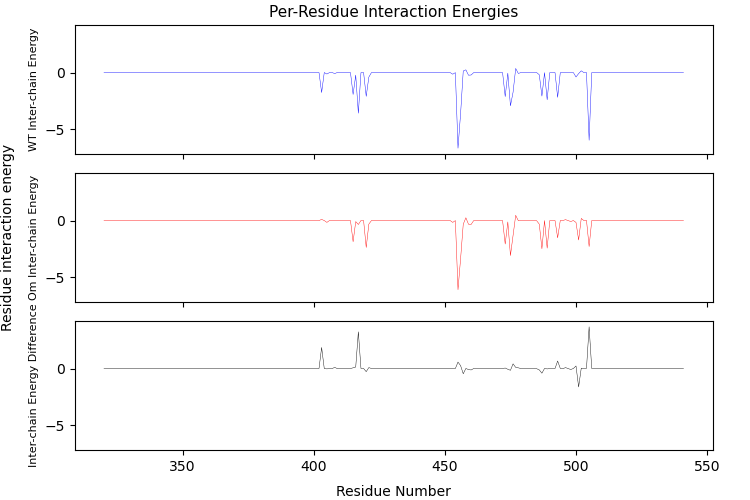 Per-Residue Interaction Energies
Residue interaction energy
WT Inter-chain Energy
0
−5
Om Inter-chain Energy
0
−5
Inter-chain Energy Difference
0
−5
350
400
450
500
550
Residue Number